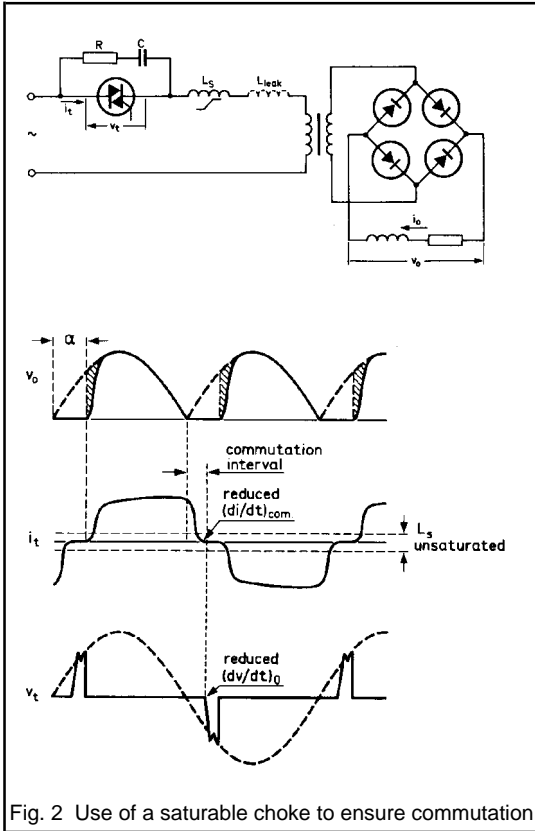 R C
i_t v_t L_s L_leak
~
i_o
v_o
α
v_o
commutation
interval
reduced
(di/dt)com.
i_t
L_s
unsaturated
reduced
(dv/dt)_0
v_t
Fig. 2 Use of a saturable choke to ensure commutation